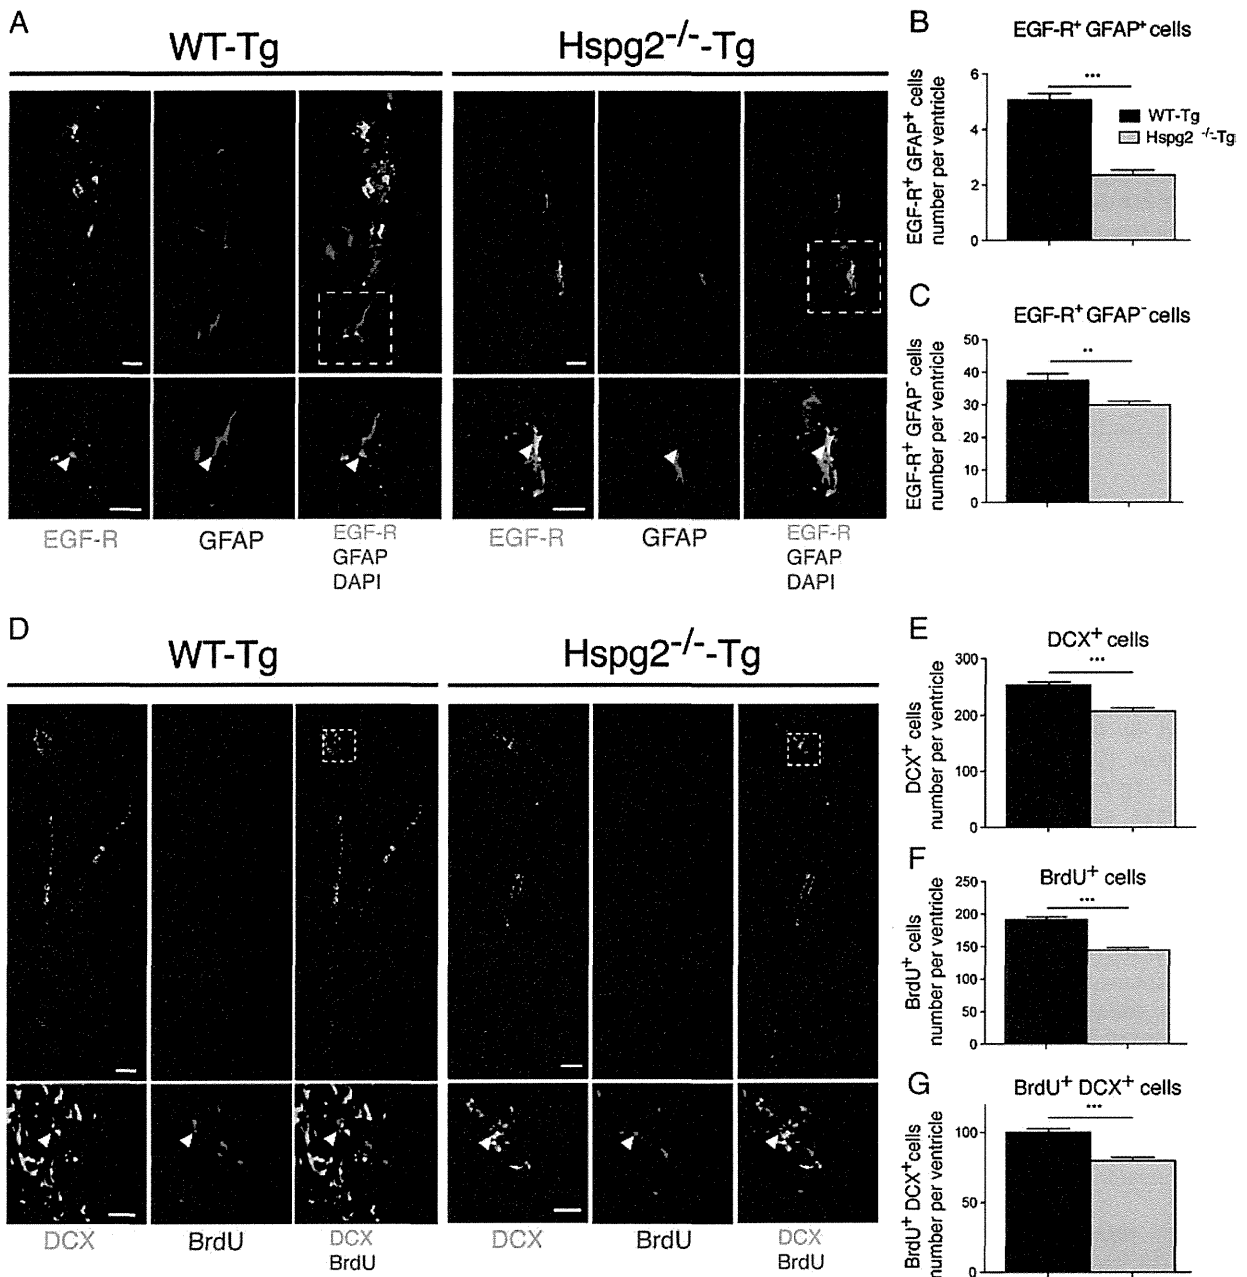 A
WT-Tg
Hspg2-/--Tg
EGF-R
GFAP
EGF-R
GFAP
DAPI
EGF-R
GFAP
EGF-R
GFAP
DAPI
B
EGF-R+ GFAP+ cells
EGF-R+ GFAP+ cells
number per ventricle
6
4
2
0
***
WT-Tg
Hspg2 -/--Tg
C
EGF-R+ GFAP- cells
EGF-R+ GFAP- cells
number per ventricle
50
40
30
20
10
0
**
D
WT-Tg
Hspg2-/--Tg
DCX
BrdU
DCX
BrdU
DCX
BrdU
DCX
BrdU
E
DCX+ cells
DCX+ cells
number per ventricle
300
200
100
0
***
F
BrdU+ cells
BrdU+ cells
number per ventricle
250
200
150
100
50
0
***
G
BrdU+ DCX+ cells
BrdU+ DCX+cells
number per ventricle
100
50
0
***